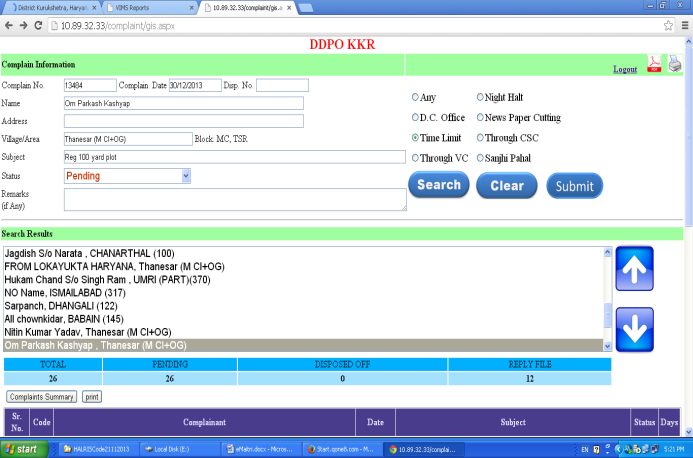 District Kurukshetra, Haryan
VIMS Reports
10.89.32.33/complaint/gis.a
10.89.32.33/complaint/gis.aspx
DDPO KKR
Complain Information
Logout
Complain No. 13484 Complain Date 30/12/2013 Disp. No.
Name Om Parkash Kashyap
Address
Village/Area Thanesar (M Cl+OG) Block: MC, TSR
Subject Reg 100 yard plot
Status Pending
Remarks
(if Any)
Any Night Halt
D.C. Office News Paper Cutting
Time Limit Through CSC
Through VC Sanjhi Pahal
Search Clear Submit
Search Results
Jagdish S/o Narata , CHANARTHAL (100)
FROM LOKAYUKTA HARYANA, Thanesar (M Cl+OG)
Hukam Chand S/o Singh Ram , UMRI (PART)(370)
NO Name, ISMAILABAD (317)
Sarpanch, DHANGALI (122)
All chownkidar, BABAIN (145)
Nitin Kumar Yadav, Thanesar (M Cl+OG)
Om Parkash Kashyap , Thanesar (M Cl+OG)
TOTAL PENDING DISPOSED OFF REPLY FILE
26 26 0 12
Complaints Summary print
Sr. No. Code Complainant Date Subject Status Days
start HALRISCode21112013 Local Disk (E:) eMaitri.docx - Micros... Start.qone8.com - M... 10.89.32.33/complai... EN 5:21 PM